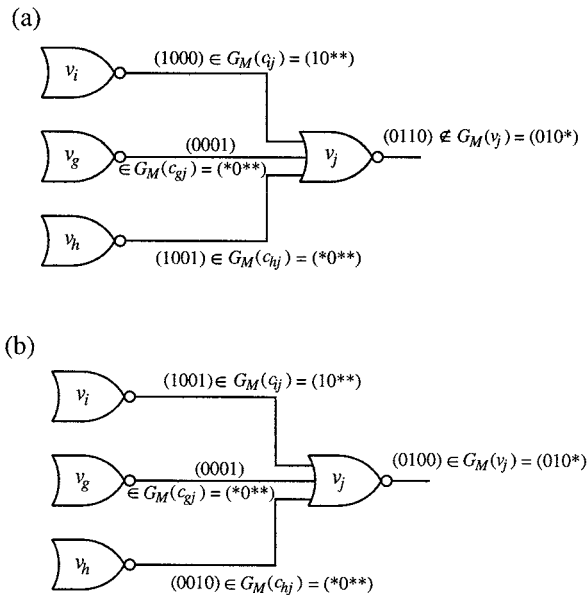 (a)
(1000) ∈ G_M(c_ij) = (10**)
v_i
(0001)
v_g
∈ G_M(c_gj) = (*0**)
v_j
(0110) ∉ G_M(v_j) = (010*)
v_h
(1001) ∈ G_M(c_hj) = (*0**)
(b)
(1001) ∈ G_M(c_ij) = (10**)
v_i
(0001)
v_g
∈ G_M(c_gj) = (*0**)
v_j
(0100) ∈ G_M(v_j) = (010*)
v_h
(0010) ∈ G_M(c_hj) = (*0**)